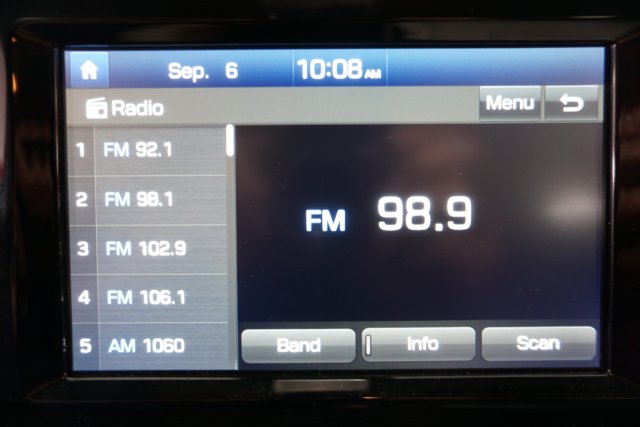 Sep. 6 10:08 AM
Radio Menu
1 FM 92.1
2 FM 98.1
3 FM 102.9
4 FM 106.1
5 AM 1060
FM 98.9
Band Info Scan